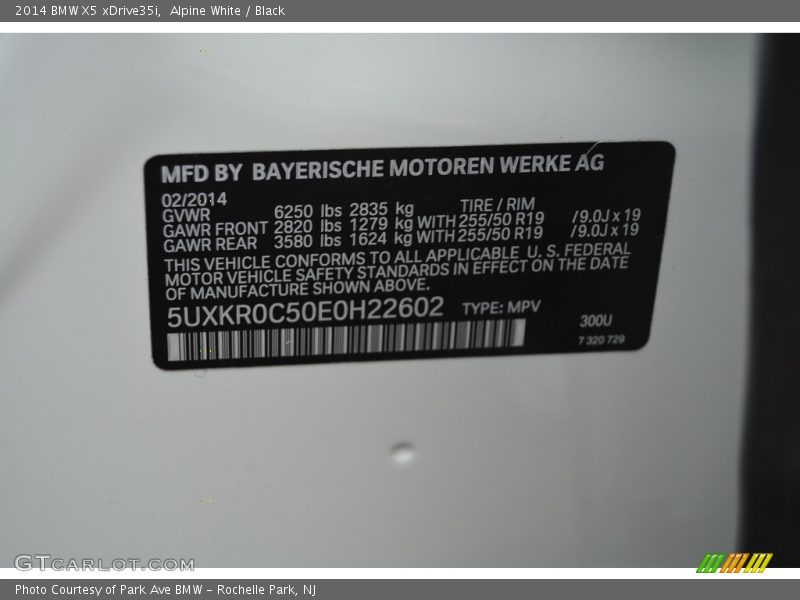 2014 BMW X5 xDrive35i,  Alpine White / Black
MFD BY BAYERISCHE MOTOREN WERKE AG
02/2014 TIRE / RIM
GVWR 6250 lbs 2835 kg
GAWR FRONT 2820 lbs 1279 kg WITH 255/50 R19 /9.0J x 19
GAWR REAR 3580 lbs 1624 kg WITH 255/50 R19 /9.0J x 19
THIS VEHICLE CONFORMS TO ALL APPLICABLE U. S. FEDERAL
MOTOR VEHICLE SAFETY STANDARDS IN EFFECT ON THE DATE
OF MANUFACTURE SHOWN ABOVE.
5UXKR0C50E0H22602 TYPE: MPV
300U
7 320 729
GTCARLOT.COM
Photo Courtesy of Park Ave BMW – Rochelle Park, NJ